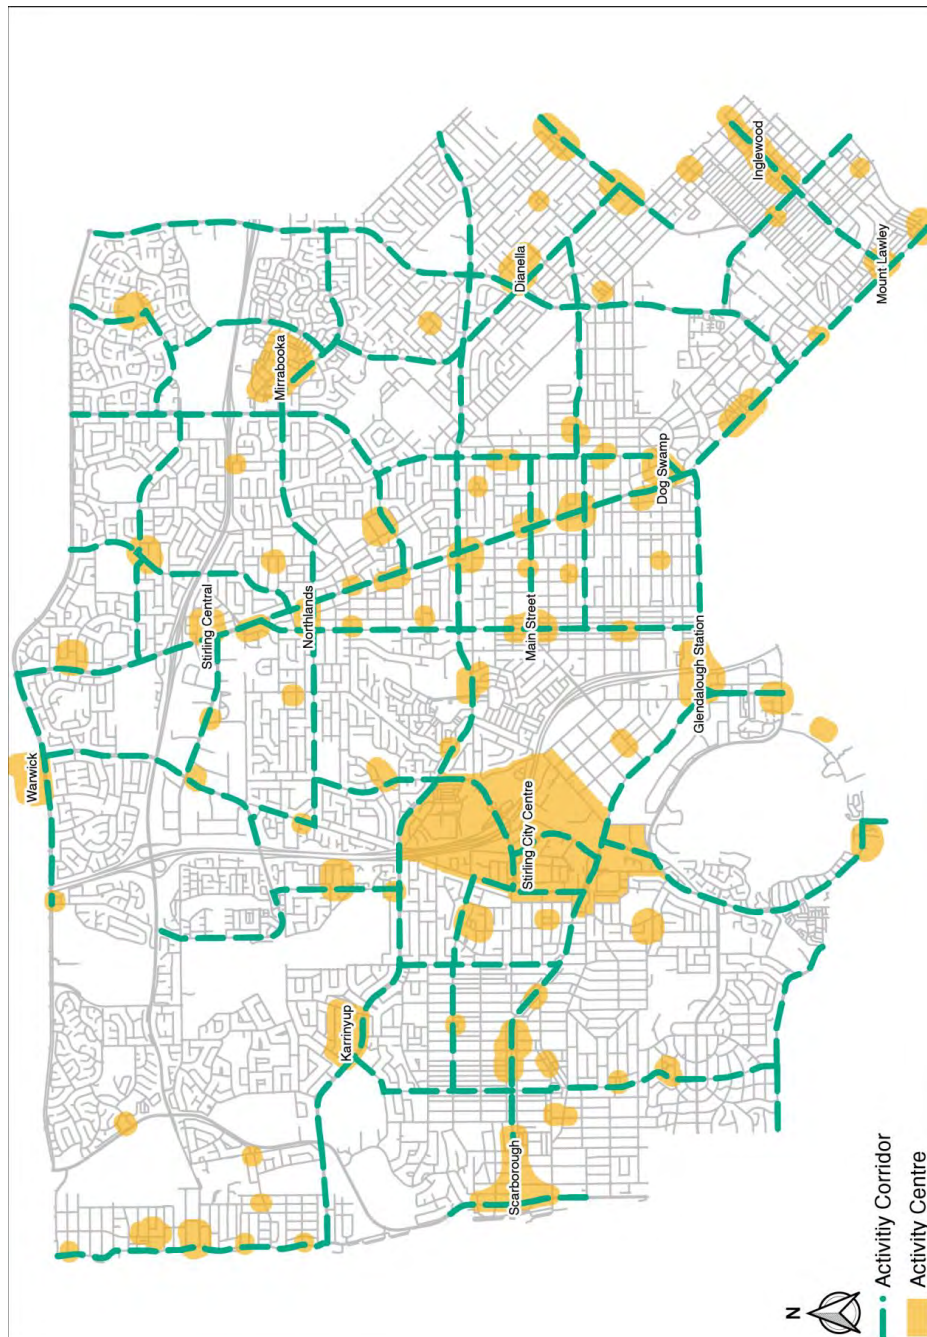 Warwick
Stirling Central
Mirrabooka
Northlands
Karrinyup
Dianella
Inglewood
Scarborough
Stirling City Centre
Main Street
Dog Swamp
Glendalough Station
Mount Lawley
N
Activitiy Corridor
Activity Centre